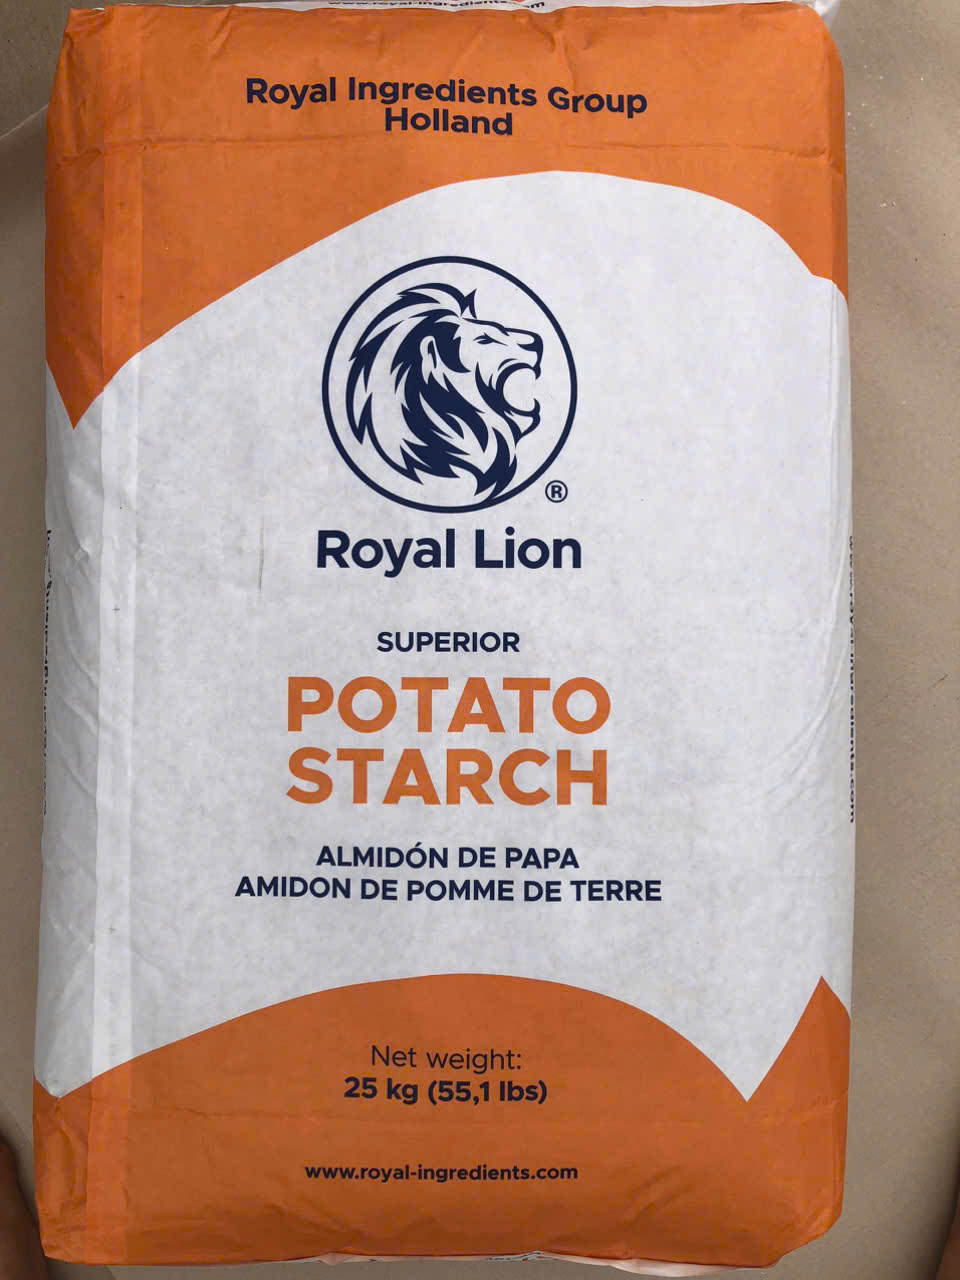 Royal Ingredients Group
Holland
®
Royal Lion
SUPERIOR
POTATO
STARCH
ALMIDÓN DE PAPA
AMIDON DE POMME DE TERRE
Net weight:
25 kg (55,1 lbs)
www.royal-ingredients.com